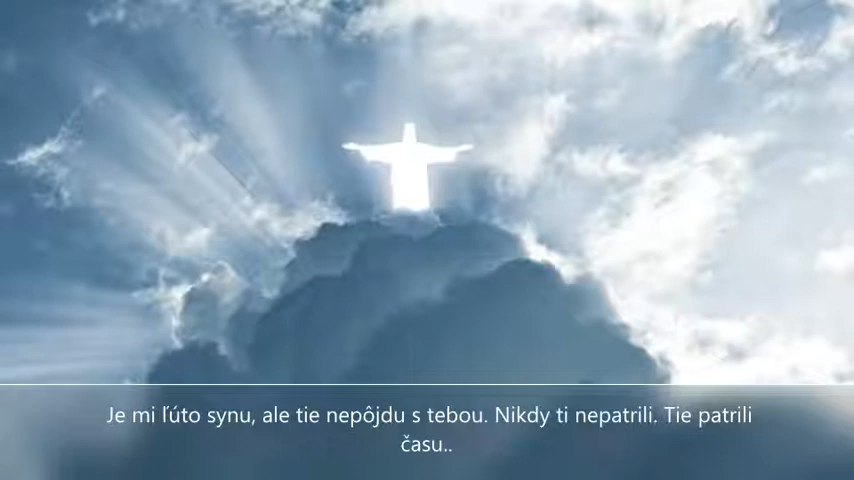 Je mi ľúto synu, ale tie nepôjdu s tebou. Nikdy ti nepatrili. Tie patrili
času..